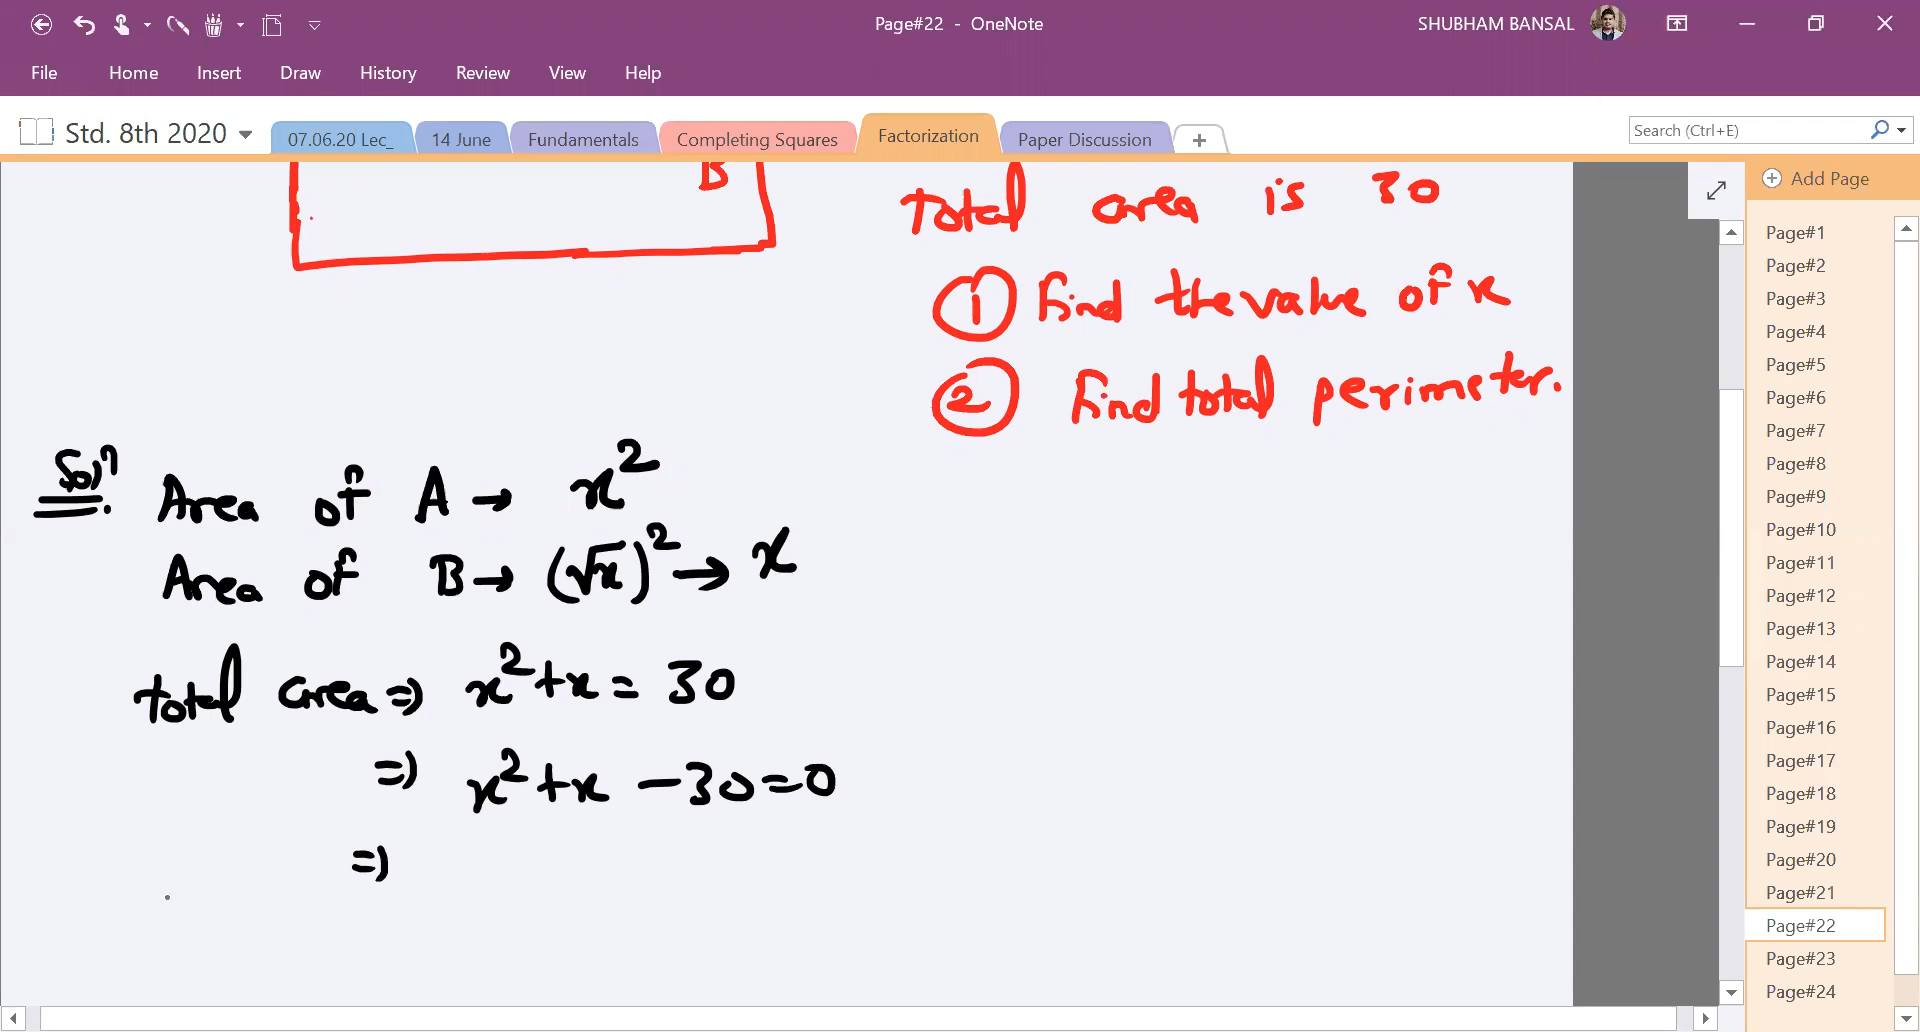 Page#22 - OneNote
SHUBHAM BANSAL
File Home Insert Draw History Review View Help
Std. 8th 2020
07.06.20 Lec_
14 June
Fundamentals
Completing Squares
Factorization
Paper Discussion
+
Search (Ctrl+E)
Add Page
B
Total area is 30
① Find the value of x
② Find total perimeter.
Solⁿ. Area of A → x²
Area of B → (√x)² → x
total area ⇒ x²+x = 30
⇒ x²+x -30=0
⇒
Page#1
Page#2
Page#3
Page#4
Page#5
Page#6
Page#7
Page#8
Page#9
Page#10
Page#11
Page#12
Page#13
Page#14
Page#15
Page#16
Page#17
Page#18
Page#19
Page#20
Page#21
Page#22
Page#23
Page#24